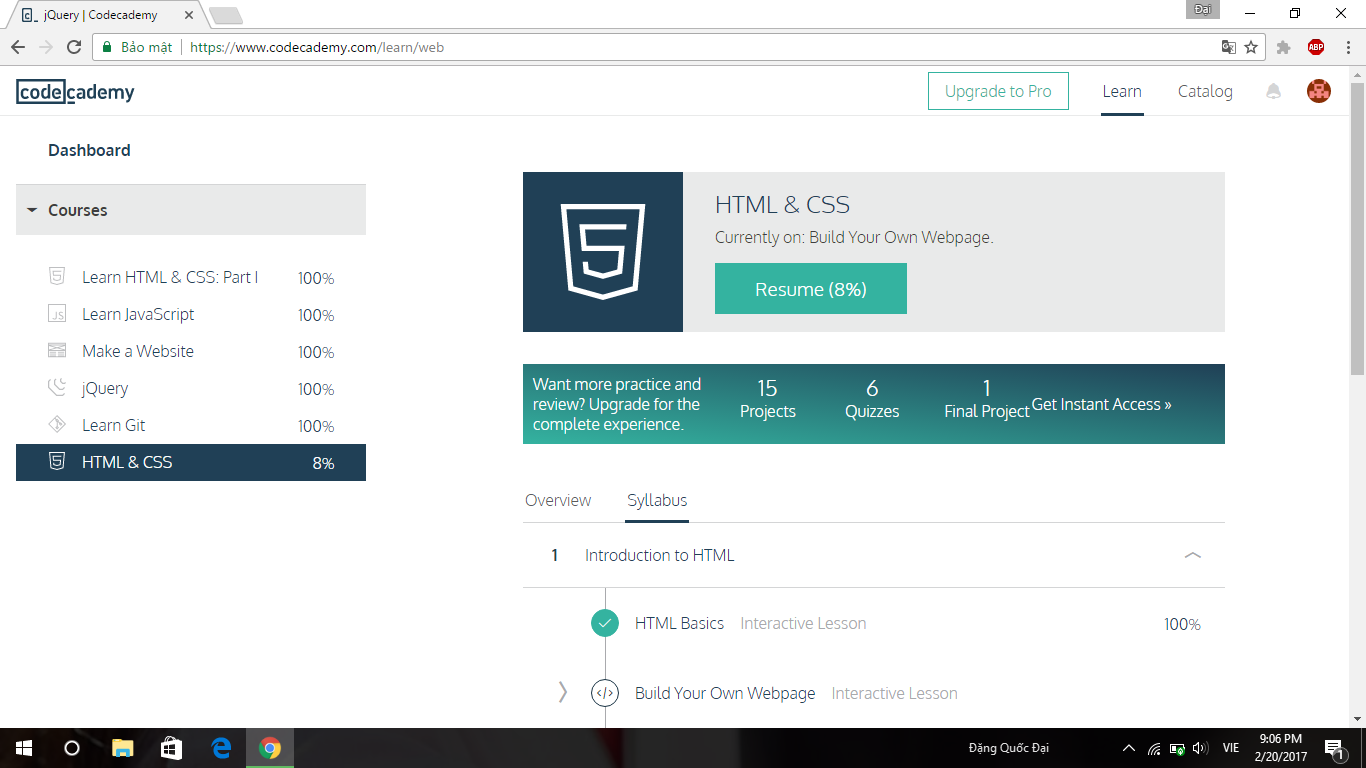 jQuery | Codecademy
Đại
Bảo mật
https://www.codecademy.com/learn/web
ABP
codecademy
Upgrade to Pro
Learn
Catalog
Dashboard
Courses
Learn HTML & CSS: Part I 100%
JS Learn JavaScript 100%
Make a Website 100%
jQuery 100%
Learn Git 100%
HTML & CSS 8%
HTML & CSS
Currently on: Build Your Own Webpage.
Resume (8%)
Want more practice and
review? Upgrade for the
complete experience.
15
Projects
6
Quizzes
1
Final Project
Get Instant Access »
Overview
Syllabus
1 Introduction to HTML
HTML Basics Interactive Lesson 100%
</> Build Your Own Webpage Interactive Lesson
Đặng Quốc Đại
VIE
9:06 PM
2/20/2017
1